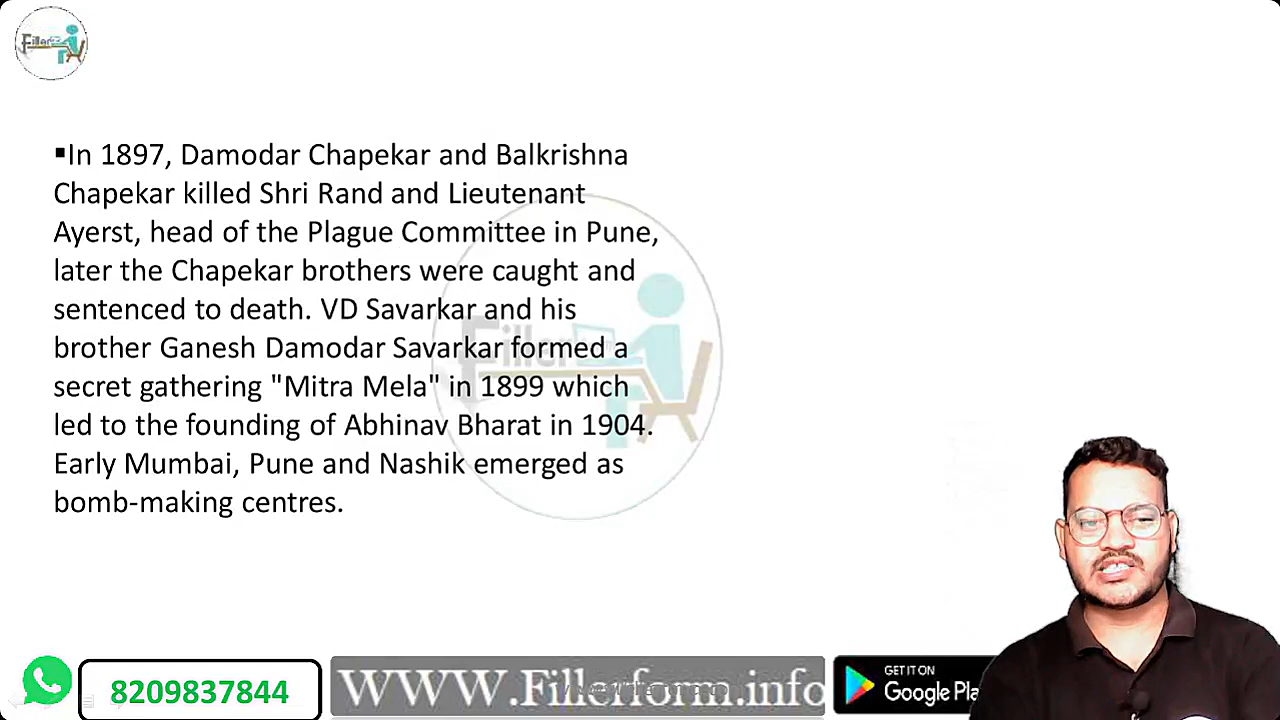 Fillerform
▪In 1897, Damodar Chapekar and Balkrishna
Chapekar killed Shri Rand and Lieutenant
Ayerst, head of the Plague Committee in Pune,
later the Chapekar brothers were caught and
sentenced to death. VD Savarkar and his
brother Ganesh Damodar Savarkar formed a
secret gathering "Mitra Mela" in 1899 which
led to the founding of Abhinav Bharat in 1904.
Early Mumbai, Pune and Nashik emerged as
bomb-making centres.
8209837844
WWW.Fillerform.info
GET IT ON
Google Pla